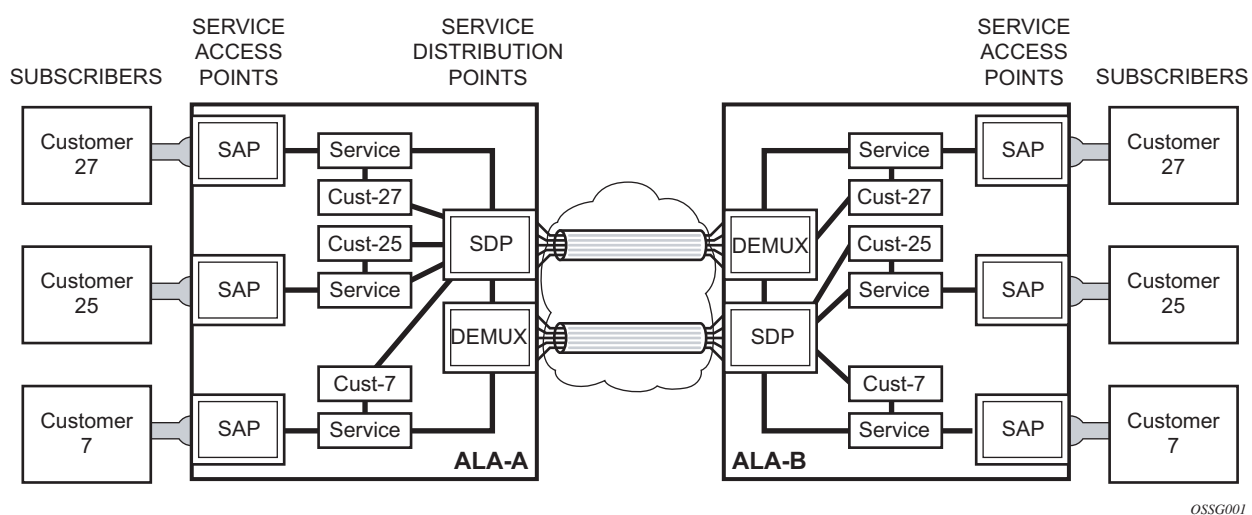 SERVICE
ACCESS
POINTS
SERVICE
DISTRIBUTION
POINTS
SERVICE
ACCESS
POINTS
SUBSCRIBERS
SUBSCRIBERS
Customer
27
SAP
Service
Cust-27
Cust-25
Service
SDP
DEMUX
Customer
25
SAP
Cust-7
Service
Customer
7
SAP
ALA-A
Service
Cust-27
DEMUX
Cust-25
Service
SDP
Cust-7
Service
ALA-B
SAP
Customer
27
SAP
Customer
25
SAP
Customer
7
OSSG001